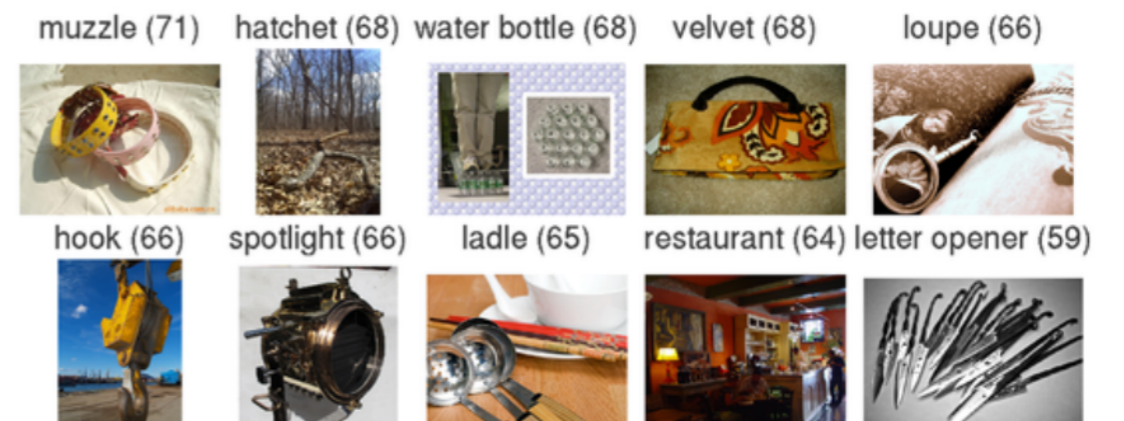 muzzle (71) hatchet (68) water bottle (68) velvet (68) loupe (66)
hook (66) spotlight (66) ladle (65) restaurant (64) letter opener (59)